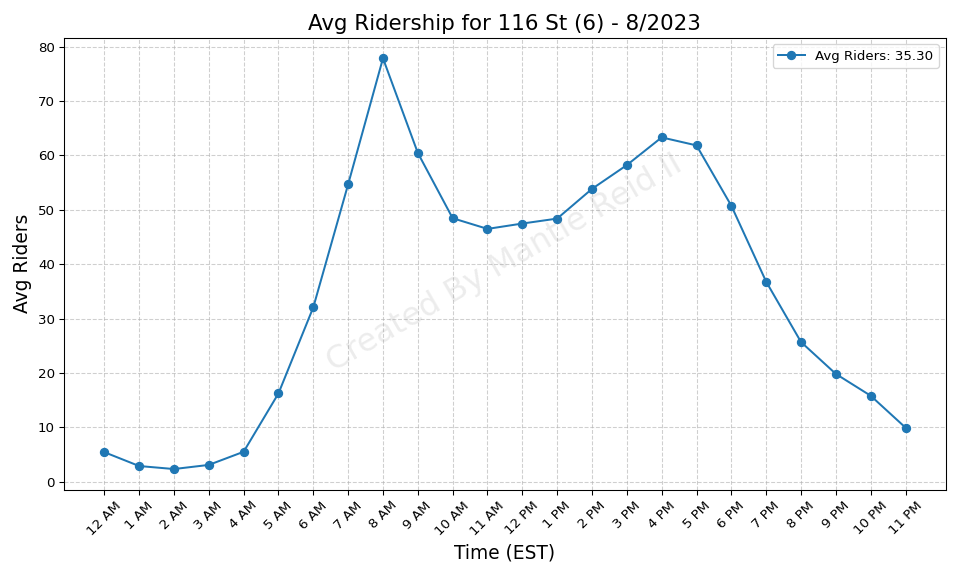 Avg Ridership for 116 St (6) - 8/2023
Avg Riders: 35.30
80
70
60
50
40
30
20
10
0
Avg Riders
Created By Mantle Reid II
12 AM
1 AM
2 AM
3 AM
4 AM
5 AM
6 AM
7 AM
8 AM
9 AM
10 AM
11 AM
12 PM
1 PM
2 PM
3 PM
4 PM
5 PM
6 PM
7 PM
8 PM
9 PM
10 PM
11 PM
Time (EST)